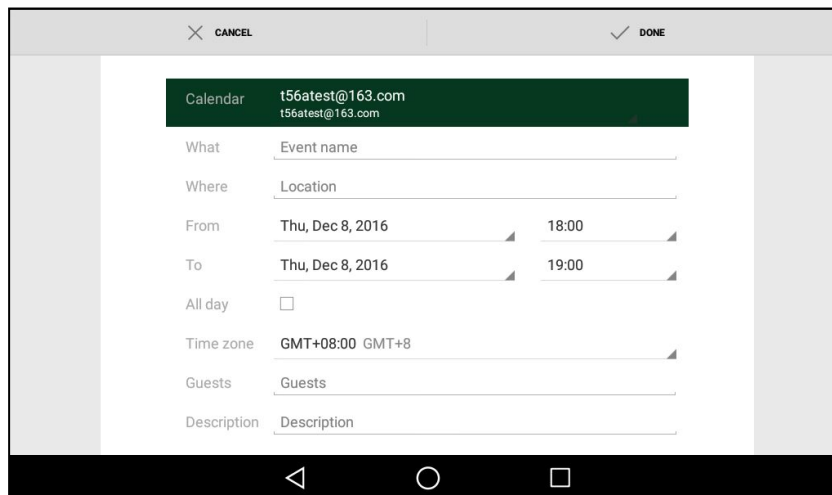 CANCEL DONE
Calendar t56atest@163.com
t56atest@163.com
What Event name
Where Location
From Thu, Dec 8, 2016 18:00
To Thu, Dec 8, 2016 19:00
All day
Time zone GMT+08:00 GMT+8
Guests Guests
Description Description